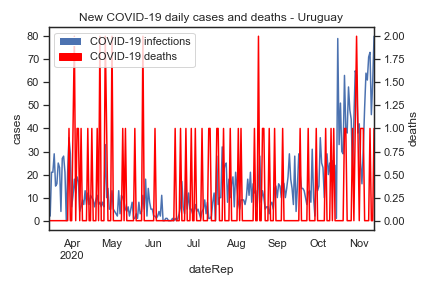 New COVID-19 daily cases and deaths - Uruguay
COVID-19 infections
COVID-19 deaths
80
70
60
50
40
30
20
10
0
cases
2.00
1.75
1.50
1.25
1.00
0.75
0.50
0.25
0.00
deaths
Apr May Jun Jul Aug Sep Oct Nov
2020
dateRep